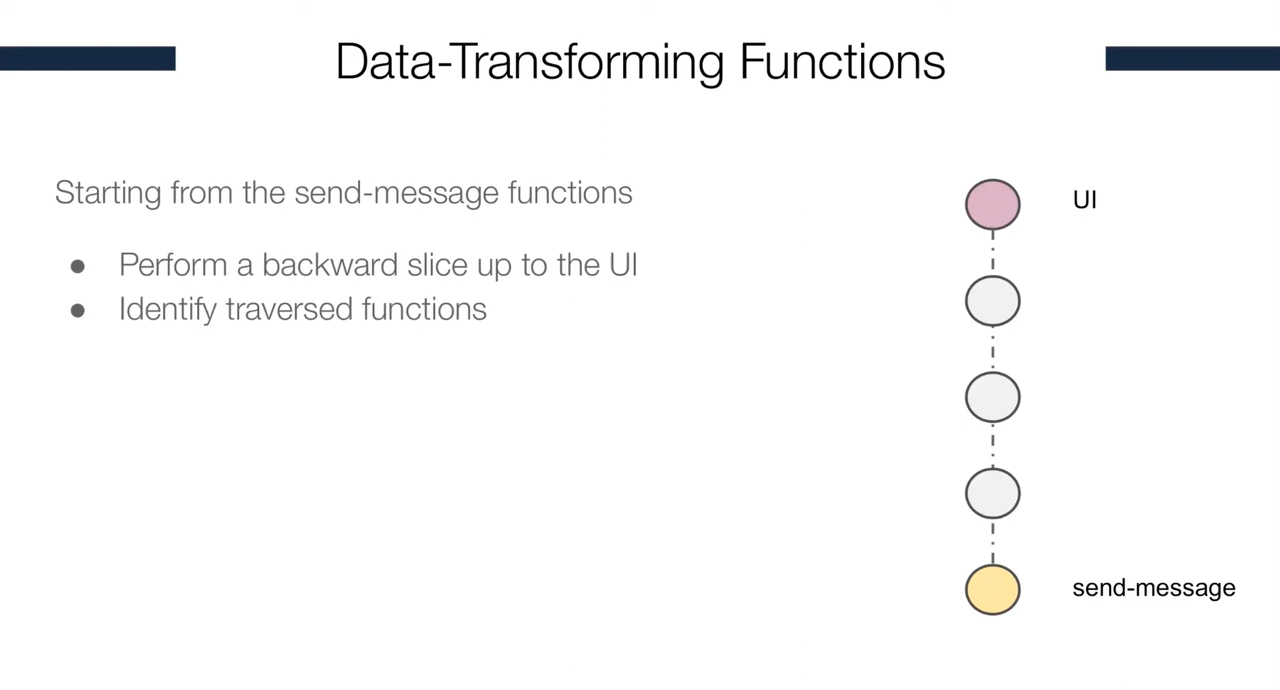 Data-Transforming Functions
Starting from the send-message functions
● Perform a backward slice up to the UI
● Identify traversed functions
UI
send-message